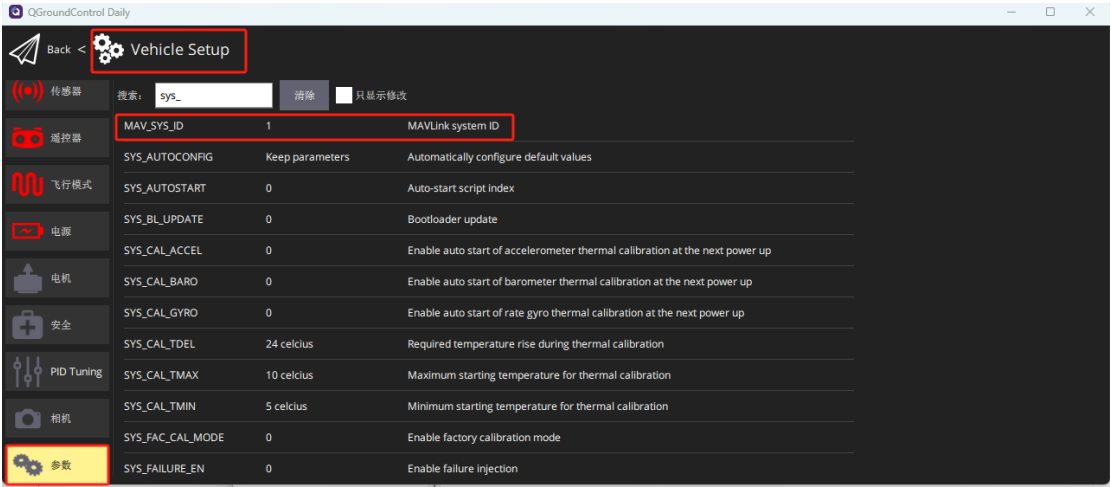 QGroundControl Daily
Back < Vehicle Setup
传感器
遥控器
飞行模式
电源
电机
安全
PID Tuning
相机
参数
搜索： sys_ 清除 只显示修改
MAV_SYS_ID 1 MAVLink system ID
SYS_AUTOCONFIG Keep parameters Automatically configure default values
SYS_AUTOSTART 0 Auto-start script index
SYS_BL_UPDATE 0 Bootloader update
SYS_CAL_ACCEL 0 Enable auto start of accelerometer thermal calibration at the next power up
SYS_CAL_BARO 0 Enable auto start of barometer thermal calibration at the next power up
SYS_CAL_GYRO 0 Enable auto start of rate gyro thermal calibration at the next power up
SYS_CAL_TDEL 24 celcius Required temperature rise during thermal calibration
SYS_CAL_TMAX 10 celcius Maximum starting temperature for thermal calibration
SYS_CAL_TMIN 5 celcius Minimum starting temperature for thermal calibration
SYS_FAC_CAL_MODE 0 Enable factory calibration mode
SYS_FAILURE_EN 0 Enable failure injection